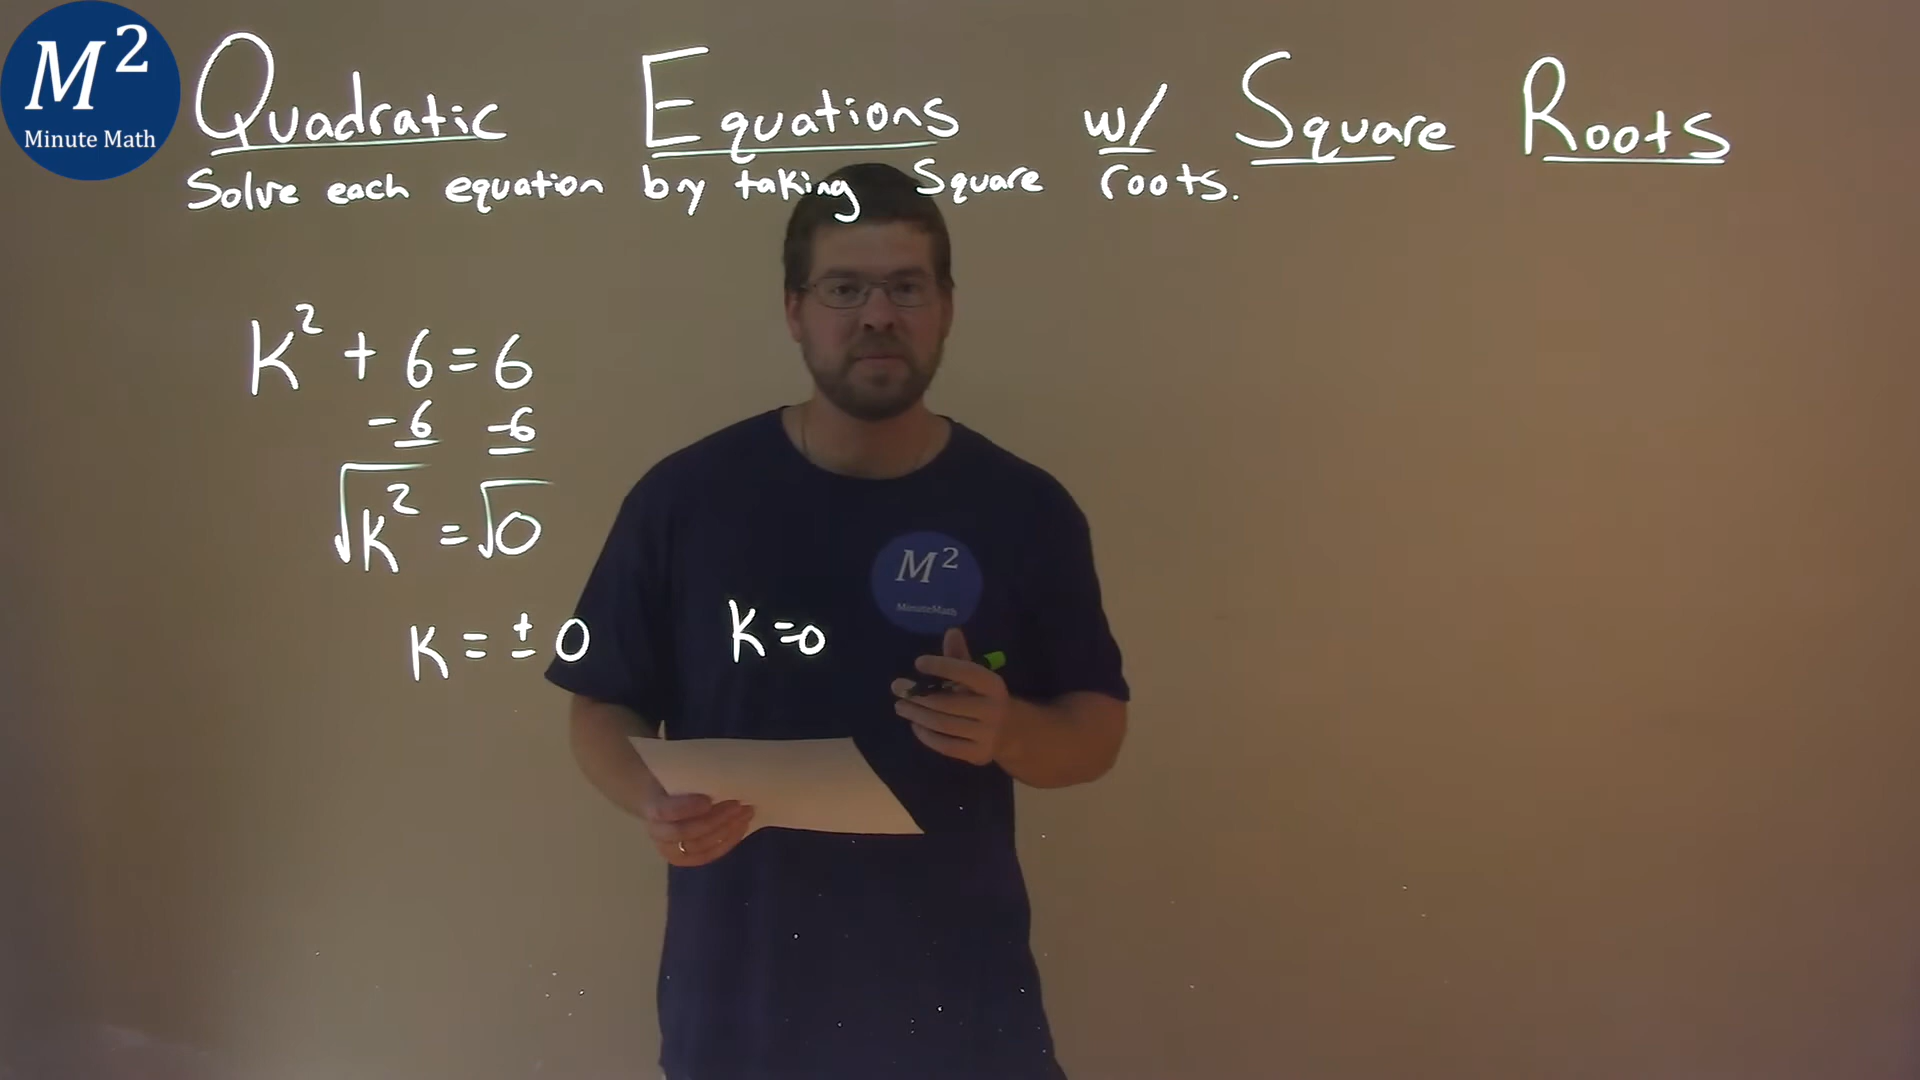 M²
Minute Math
Quadratic Equations w/ Square Roots
Solve each equation by taking Square roots.
K² + 6 = 6
-6 -6
√K² = √0
K = ± 0
K = 0
M²
MinuteMath